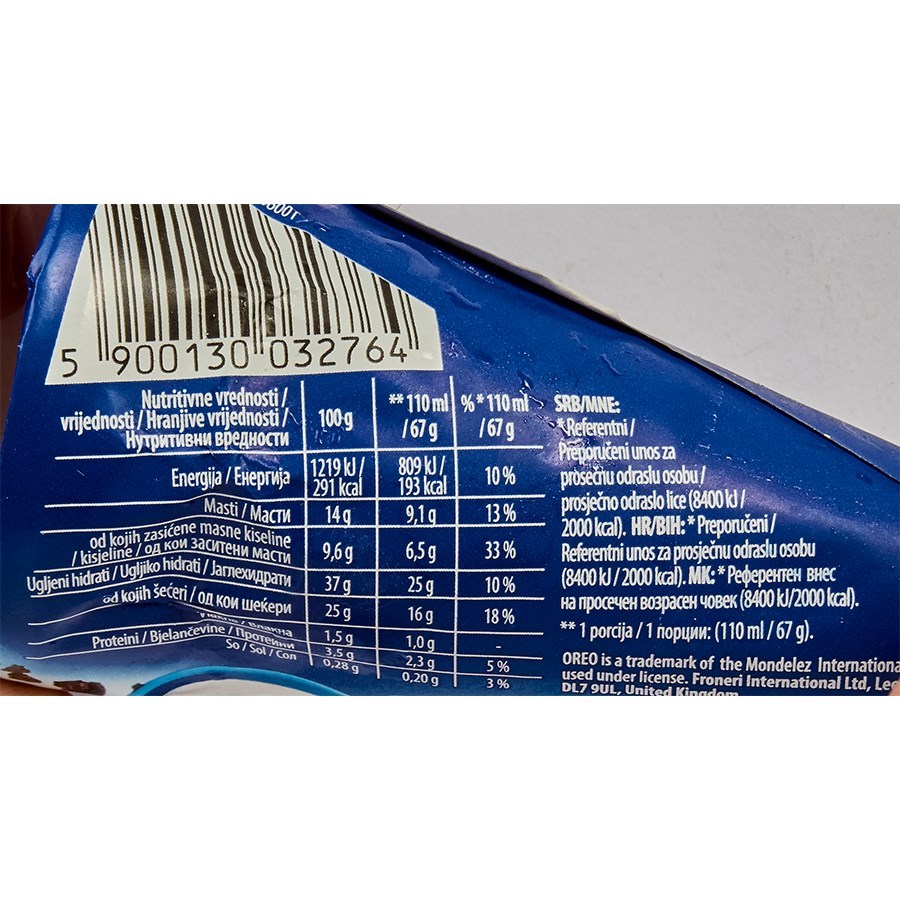 600 г
5 900130 032764
Nutritivne vrednosti /
vrijednosti / Hranjive vrijednosti /
Нутритивни вредности
100 g
** 110 ml
/ 67 g
%* 110 ml
/67 g
Energija / Енергија
1219 kJ /
291 kcal
809 kJ /
193 kcal
10 %
Masti / Масти
14 g
9,1 g
13 %
od kojih zasićene masne kiseline
/ kisjeline / од кои заситени масти
9,6 g
6,5 g
33 %
Ugljeni hidrati / Ugljiko hidrati / Јаглехидрати
37 g
25 g
10 %
od kojih šećeri / од кои шеќери
25 g
16 g
18 %
1,5 g
1,0 g
-
Proteini / Bjelančevine / Протеини
3,5 g
2,3 g
5 %
So / Sol / Сол
0,28 g
0,20 g
3 %
SRB/MNE:
* Referentni /
Preporučeni unos za
prosečnu odraslu osobu /
prosječno odraslo lice (8400 kJ /
2000 kcal). HR/BIH: * Preporučeni /
Referentni unos za prosječnu odraslu osobu
(8400 kJ / 2000 kcal). MK: * Референтен внес
на просечен возрасен човек (8400 kJ/2000 kcal).
** 1 porcija / 1 порции: (110 ml / 67 g).
OREO is a trademark of the Mondelez Internationa
used under license. Froneri International Ltd, Lee
DL7 9UL, United Kingdom